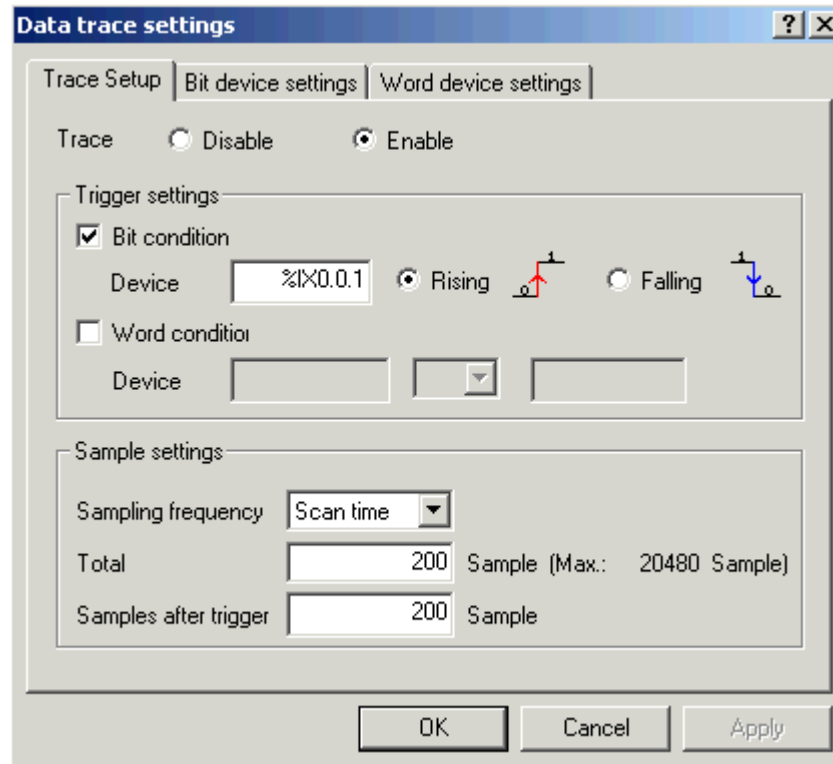 Data trace settings
Trace Setup Bit device settings Word device settings
Trace Disable Enable
Trigger settings
Bit condition
Device %IX0.0.1 Rising 0 1 Falling 1 0
Word condition
Device
Sample settings
Sampling frequency Scan time
Total 200 Sample (Max.: 20480 Sample)
Samples after trigger 200 Sample
OK Cancel Apply